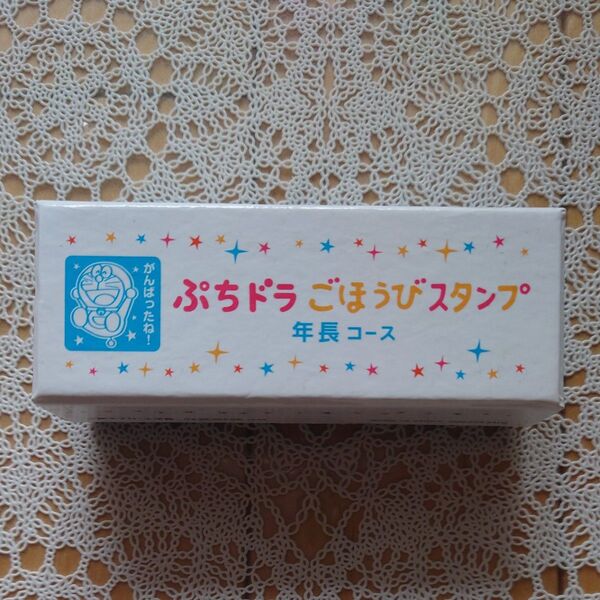 がんばったね！
ぷちドラ ごほうびスタンプ
年長コース